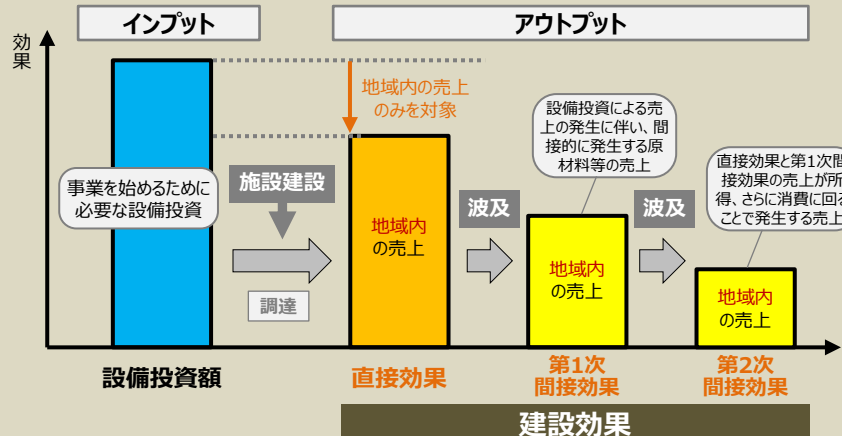 インプット
アウトプット
効
果
地域内の売上
のみを対象
設備投資による売
上の発生に伴い、間
接的に発生する原
材料等の売上
直接効果と第1次間
接効果の売上が所
得、さらに消費に回る
ことで発生する売上
事業を始めるために
必要な設備投資
施設建設
調達
地域内
の売上
波及
地域内
の売上
波及
地域内
の売上
設備投資額
直接効果
第1次
間接効果
第2次
間接効果
建設効果